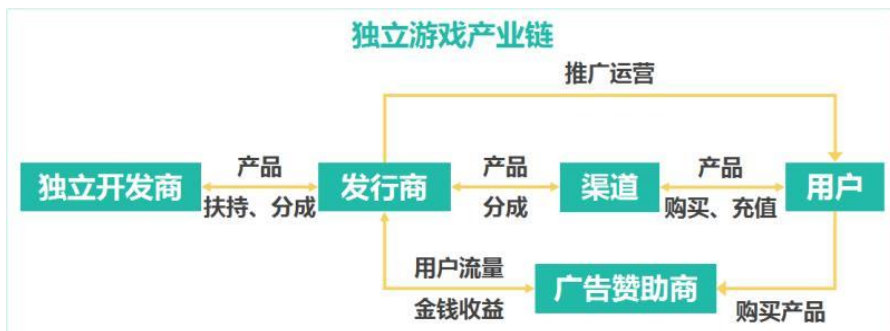 独立游戏产业链
推广运营
独立开发商
产品
扶持、分成
发行商
产品
分成
渠道
产品
购买、充值
用户
用户流量
金钱收益
广告赞助商
购买产品